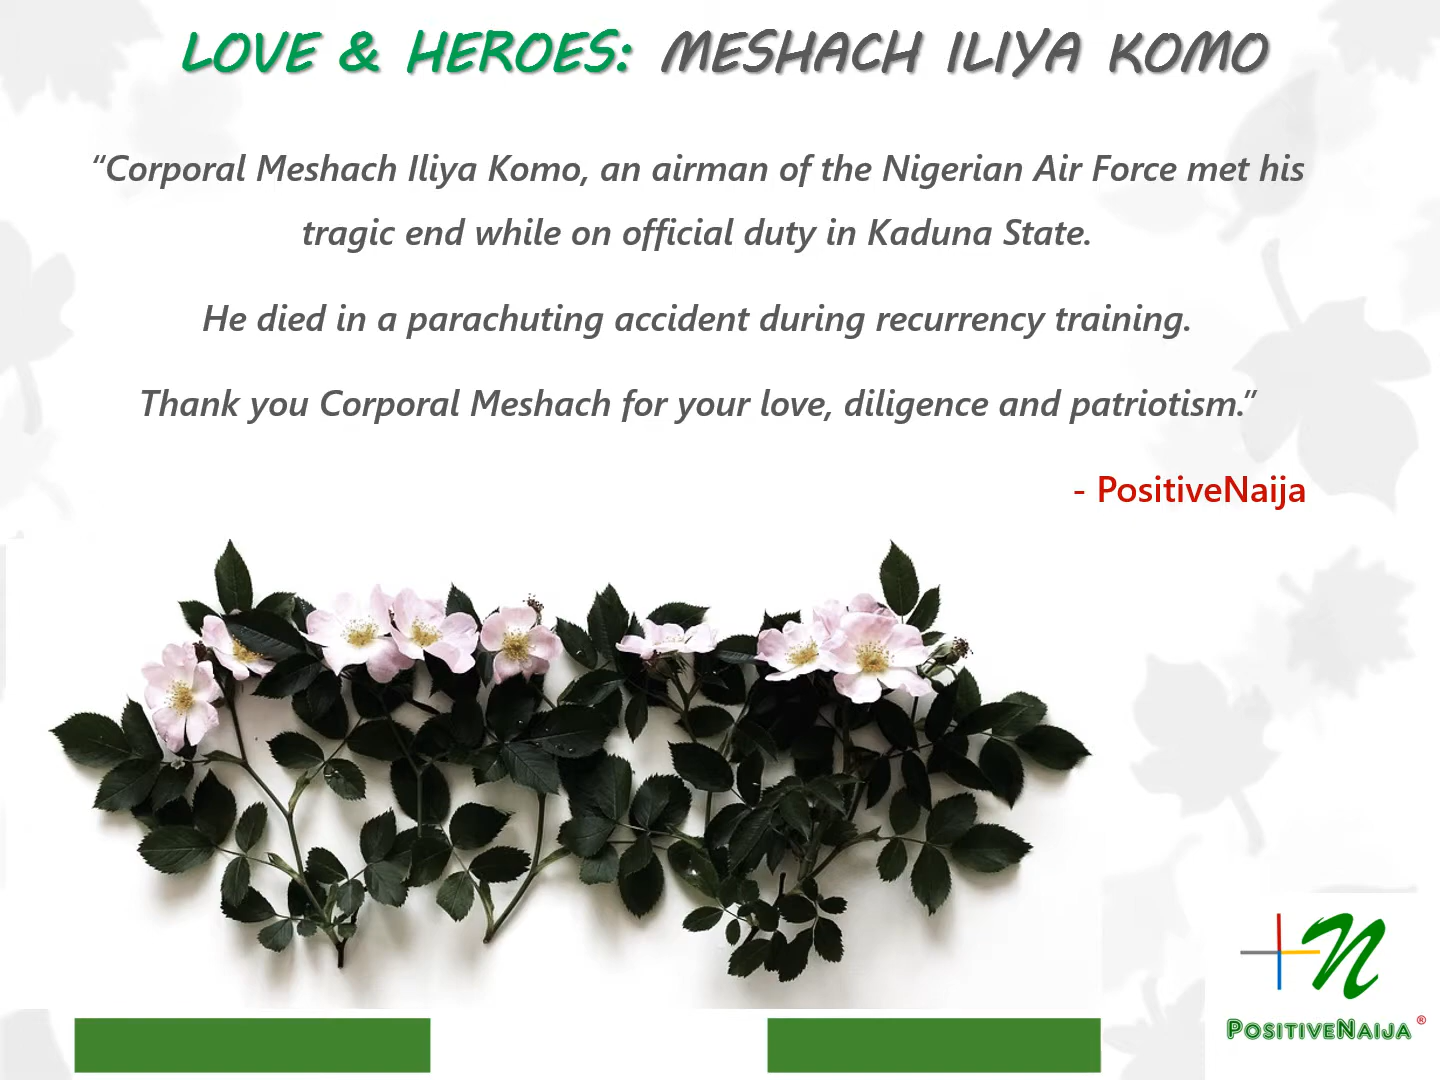 LOVE & HEROES: MESHACH ILIYA KOMO
“Corporal Meshach Iliya Komo, an airman of the Nigerian Air Force met his
tragic end while on official duty in Kaduna State.
He died in a parachuting accident during recurrency training.
Thank you Corporal Meshach for your love, diligence and patriotism.”
- PositiveNaija
N
POSITIVENAIJA®